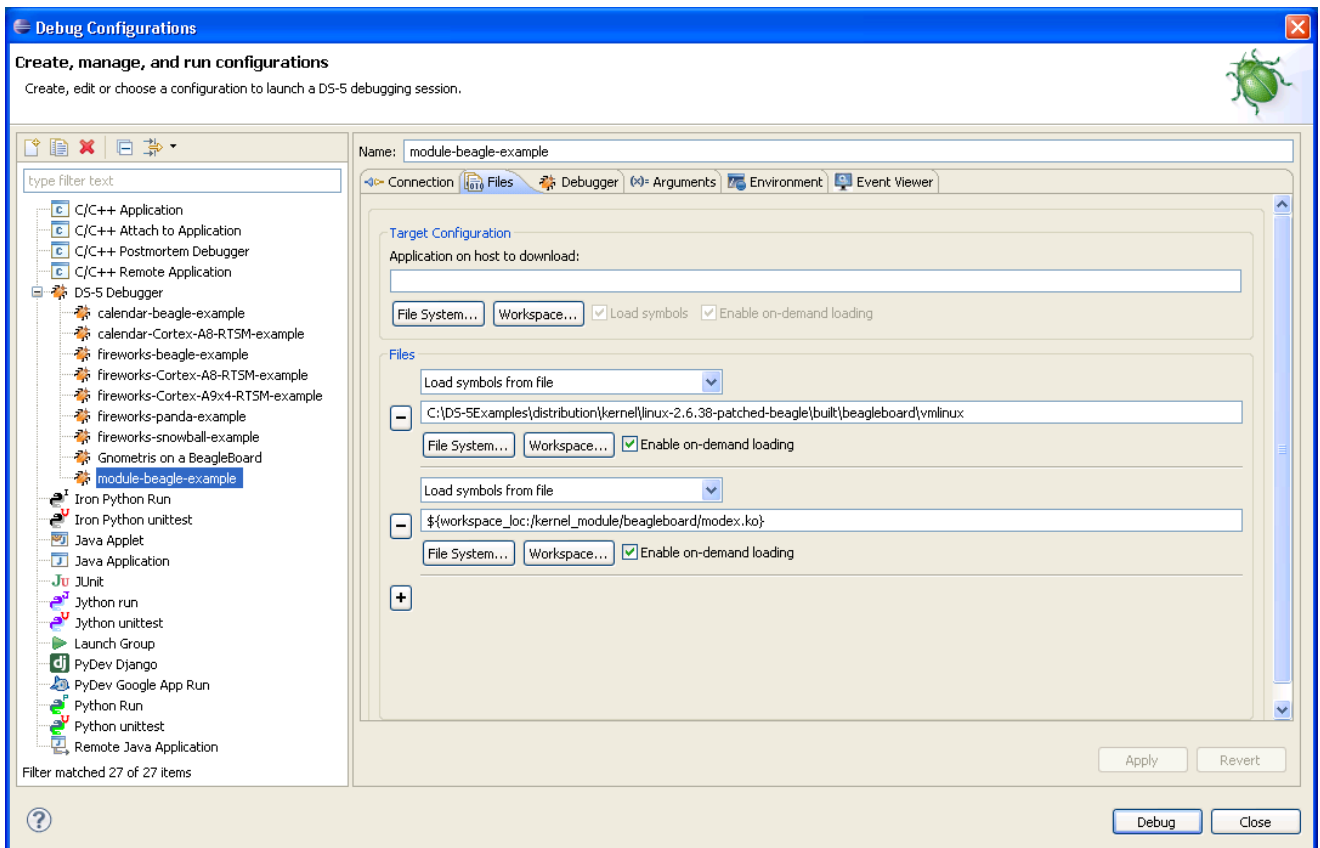 Debug Configurations
Create, manage, and run configurations
Create, edit or choose a configuration to launch a DS-5 debugging session.
type filter text
C/C++ Application
C/C++ Attach to Application
C/C++ Postmortem Debugger
C/C++ Remote Application
DS-5 Debugger
calendar-beagle-example
calendar-Cortex-A8-RTSM-example
fireworks-beagle-example
fireworks-Cortex-A8-RTSM-example
fireworks-Cortex-A9x4-RTSM-example
fireworks-panda-example
fireworks-snowball-example
Gnometris on a BeagleBoard
module-beagle-example
Iron Python Run
Iron Python unittest
Java Applet
Java Application
JUnit
Jython run
Jython unittest
Launch Group
PyDev Django
PyDev Google App Run
Python Run
Python unittest
Remote Java Application
Filter matched 27 of 27 items
Name: module-beagle-example
Connection Files Debugger (x)= Arguments Environment Event Viewer
Target Configuration
Application on host to download:
File System... Workspace... Load symbols Enable on-demand loading
Files
Load symbols from file
C:\DS-5Examples\distribution\kernel\linux-2.6.38-patched-beagle\built\beagleboard\vmlinux
File System... Workspace... Enable on-demand loading
Load symbols from file
${workspace_loc:/kernel_module/beagleboard/modex.ko}
File System... Workspace... Enable on-demand loading
Apply Revert
Debug Close